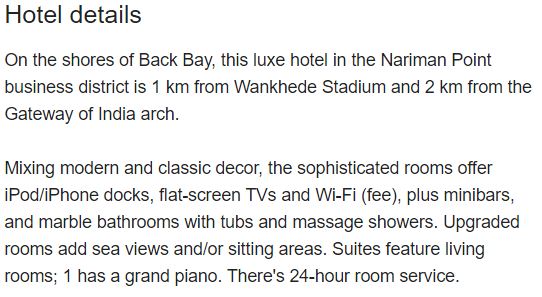 Hotel details
On the shores of Back Bay, this luxe hotel in the Nariman Point
business district is 1 km from Wankhede Stadium and 2 km from the
Gateway of India arch.
Mixing modern and classic decor, the sophisticated rooms offer
iPod/iPhone docks, flat-screen TVs and Wi-Fi (fee), plus minibars,
and marble bathrooms with tubs and massage showers. Upgraded
rooms add sea views and/or sitting areas. Suites feature living
rooms; 1 has a grand piano. There's 24-hour room service.